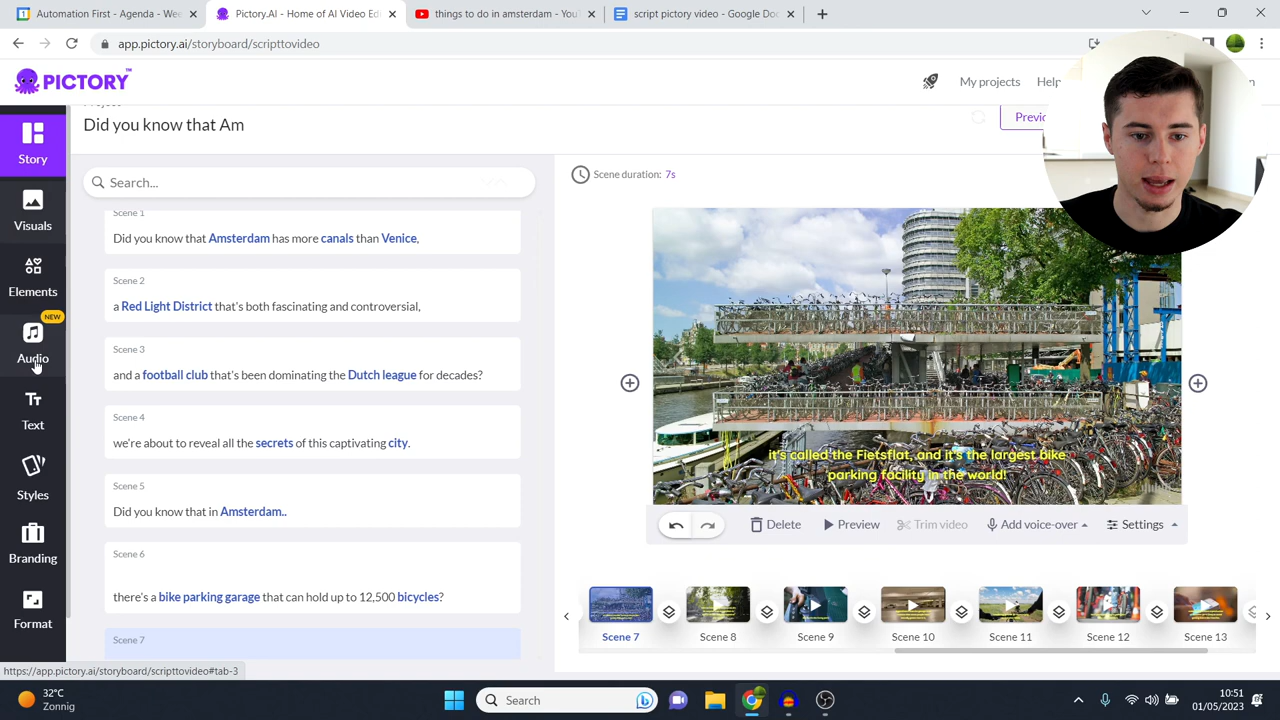 Automation First - Agenda - Wee
Pictory.AI - Home of AI Video Edi
things to do in amsterdam - YouT
script pictory video - Google Doc
app.pictory.ai/storyboard/scripttovideo
PICTORY™
My projects
Help
Did you know that Am
Previ
Story
Visuals
Elements
NEW
Audio
Text
Styles
Branding
Format
Search...
Scene 1
Did you know that Amsterdam has more canals than Venice,
Scene 2
a Red Light District that's both fascinating and controversial,
Scene 3
and a football club that's been dominating the Dutch league for decades?
Scene 4
we're about to reveal all the secrets of this captivating city.
Scene 5
Did you know that in Amsterdam..
Scene 6
there's a bike parking garage that can hold up to 12,500 bicycles?
Scene 7
Scene duration: 7s
it's called the Fietsflat, and it's the largest bike
parking facility in the world!
Delete
Preview
Trim video
Add voice-over
Settings
Scene 7
Scene 8
Scene 9
Scene 10
Scene 11
Scene 12
Scene 13
https://app.pictory.ai/storyboard/scripttovideo#tab-3
32°C
Zonnig
Search
10:51
01/05/2023